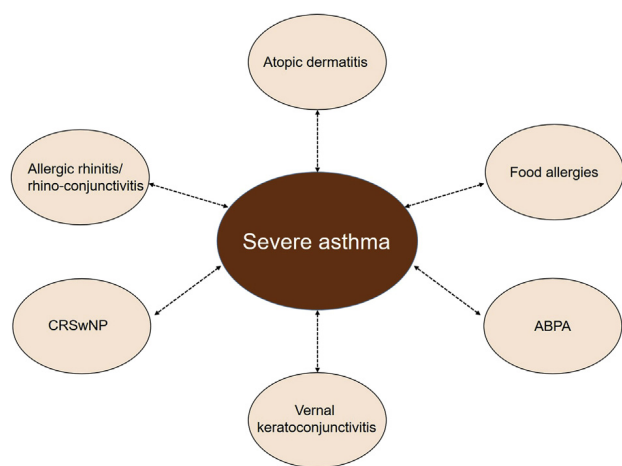 Atopic dermatitis
Allergic rhinitis/
rhino-conjunctivitis
Food allergies
Severe asthma
CRSwNP
ABPA
Vernal
keratoconjunctivitis